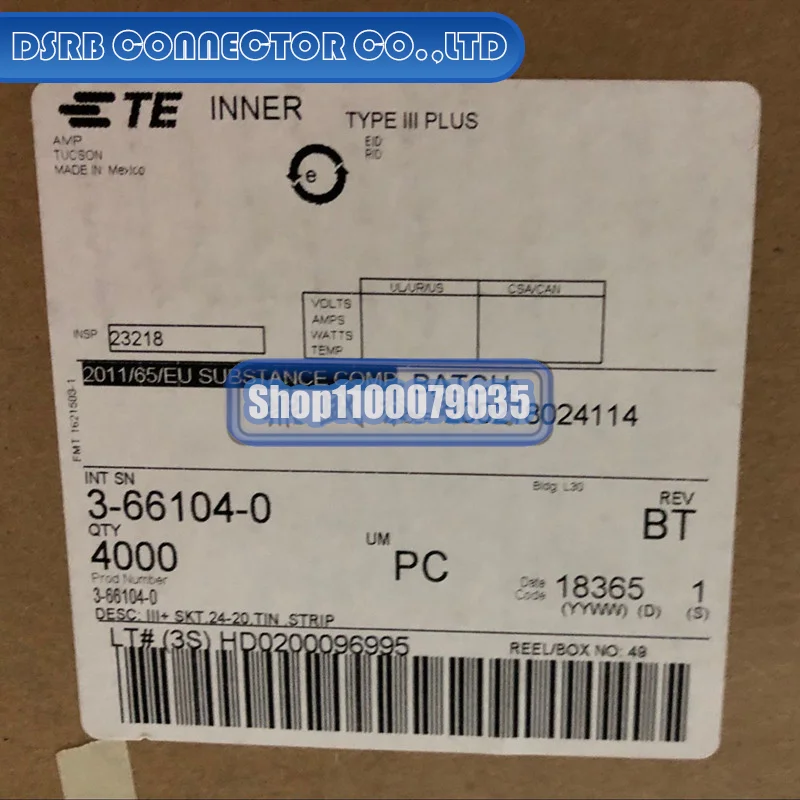 DSRB CONNECTOR CO.,LTD
TE INNER
TYPE III PLUS
AMP
TUCSON
MADE IN Mexico
EID
RID
e
UL/UR/US CSA/CAN
VOLTS
AMPS
WATTS
TEMP
INSP 23218
2011/65/EU SUBSTANCE COMP. BATCH
Shop1100079835
3024114
FMT 1621503-1
INT SN
3-66104-0
Bldg L30
REV
BT
QTY
4000
UM
PC
Prod Number
3-66104-0
Date Code 18365 1
(YYWW) (D) (S)
DESC: III+ SKT,24-20,TIN ,STRIP
LT# (3S) HD0200096995
REEL/BOX NO: 49